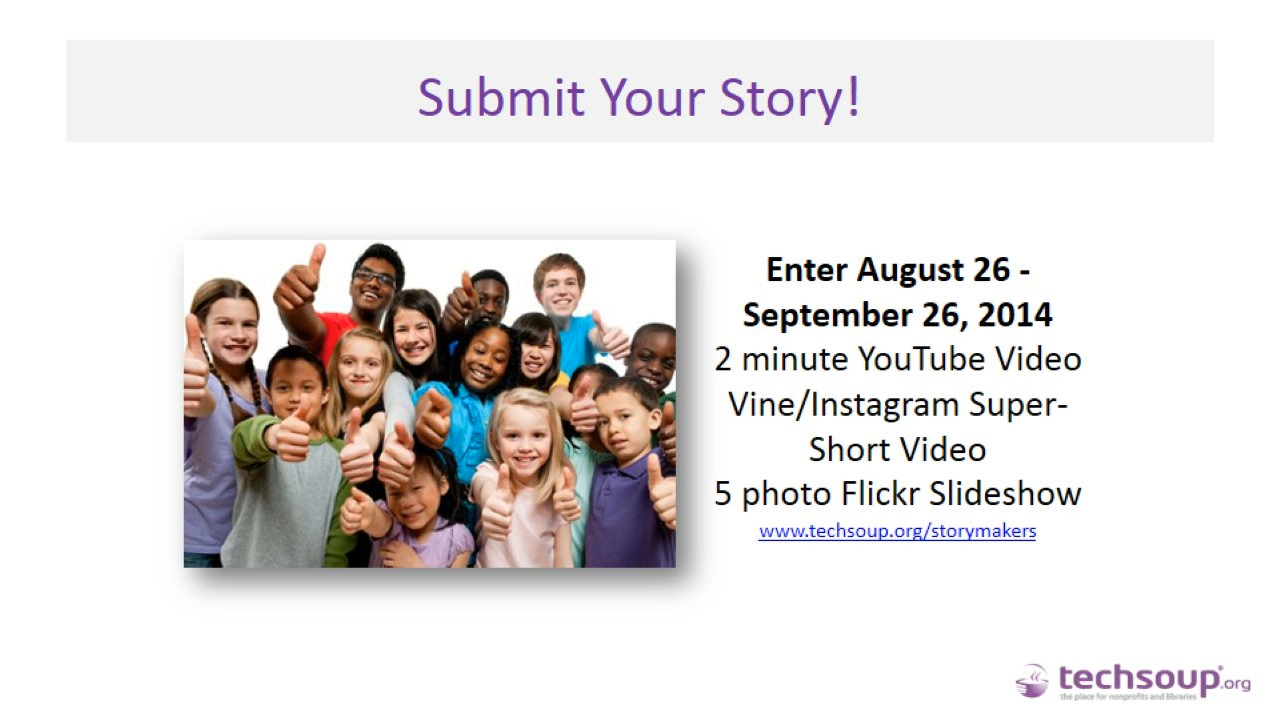 Submit Your Story!
Enter August 26 -
September 26, 2014
2 minute YouTube Video
Vine/Instagram Super-
Short Video
5 photo Flickr Slideshow
www.techsoup.org/storymakers
techsoup®.org
the place for nonprofits and libraries